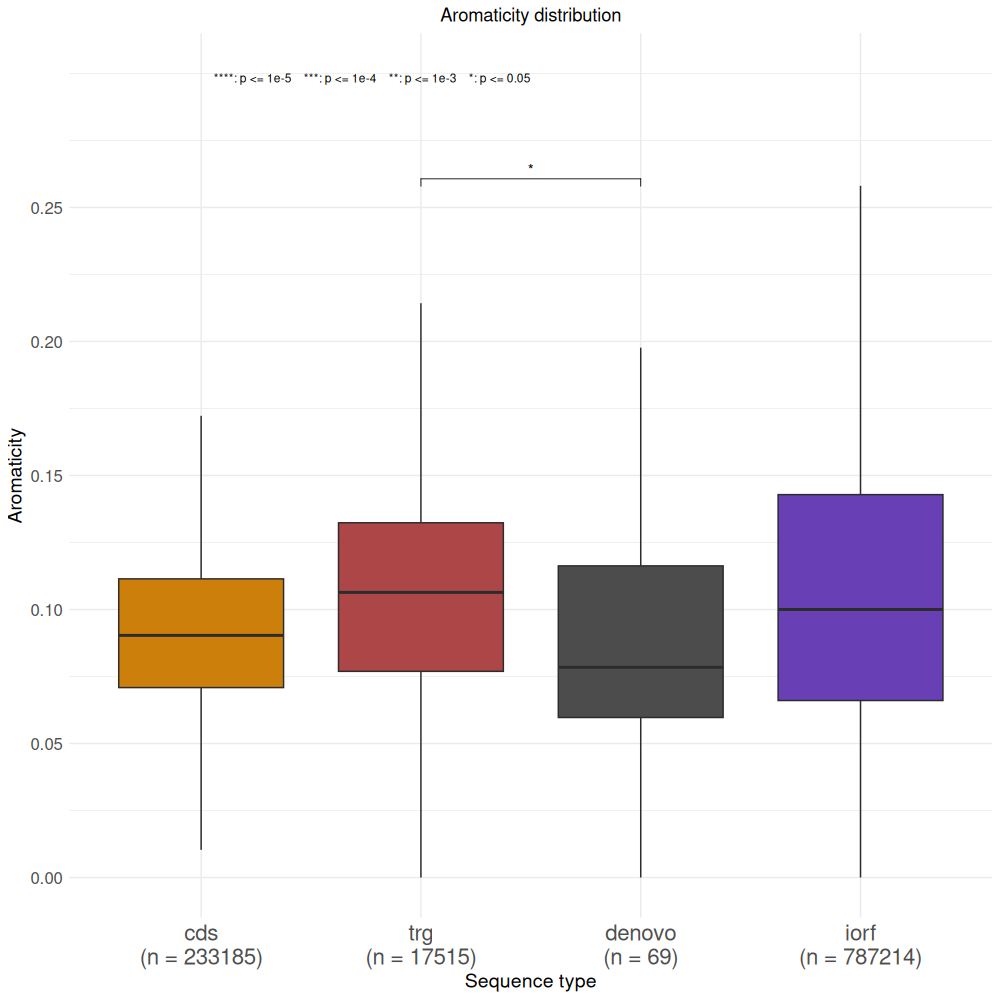 Aromaticity distribution
****: p <= 1e-5 ***: p <= 1e-4 **: p <= 1e-3 *: p <= 0.05
*
0.25
0.20
0.15
0.10
0.05
0.00
Aromaticity
cds trg denovo iorf
(n = 233185) (n = 17515) (n = 69) (n = 787214)
Sequence type